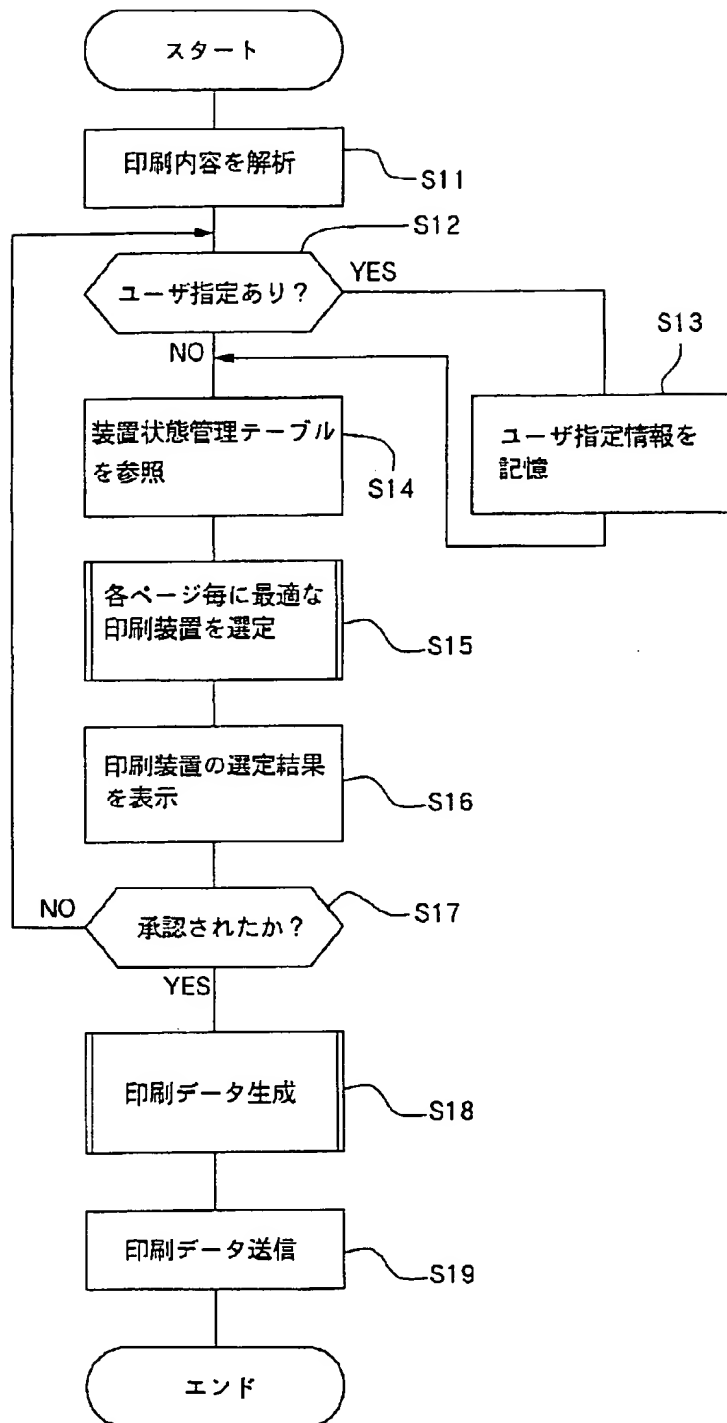 スタート
印刷内容を解析
S11
S12
ユーザ指定あり?
YES
NO
S13
ユーザ指定情報を
記憶
装置状態管理テーブル
を参照
S14
各ページ毎に最適な
印刷装置を選定
S15
印刷装置の選定結果
を表示
S16
承認されたか?
S17
NO
YES
印刷データ生成
S18
印刷データ送信
S19
エンド